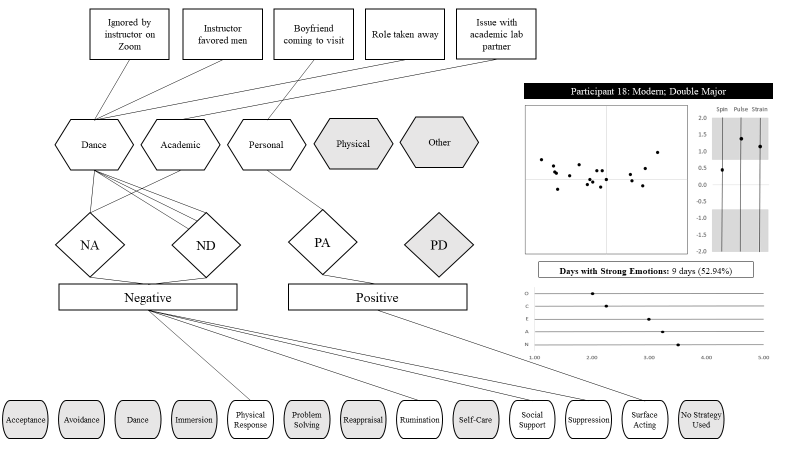 Ignored by
instructor on
Zoom
Instructor
favored men
Boyfriend
coming to visit
Role taken away
Issue with
academic lab
partner
Participant 18: Modern; Double Major
Spin Pulse Strain
2.0
1.5
1.0
0.5
0.0
-0.5
-1.0
-1.5
-2.0
Dance
Academic
Personal
Physical
Other
NA
ND
PA
PD
Days with Strong Emotions: 9 days (52.94%)
Negative
Positive
O
C
E
A
N
1.00 2.00 3.00 4.00 5.00
Acceptance
Avoidance
Dance
Immersion
Physical
Response
Problem
Solving
Reappraisal
Rumination
Self-Care
Social
Support
Suppression
Surface
Acting
No Strategy
Used